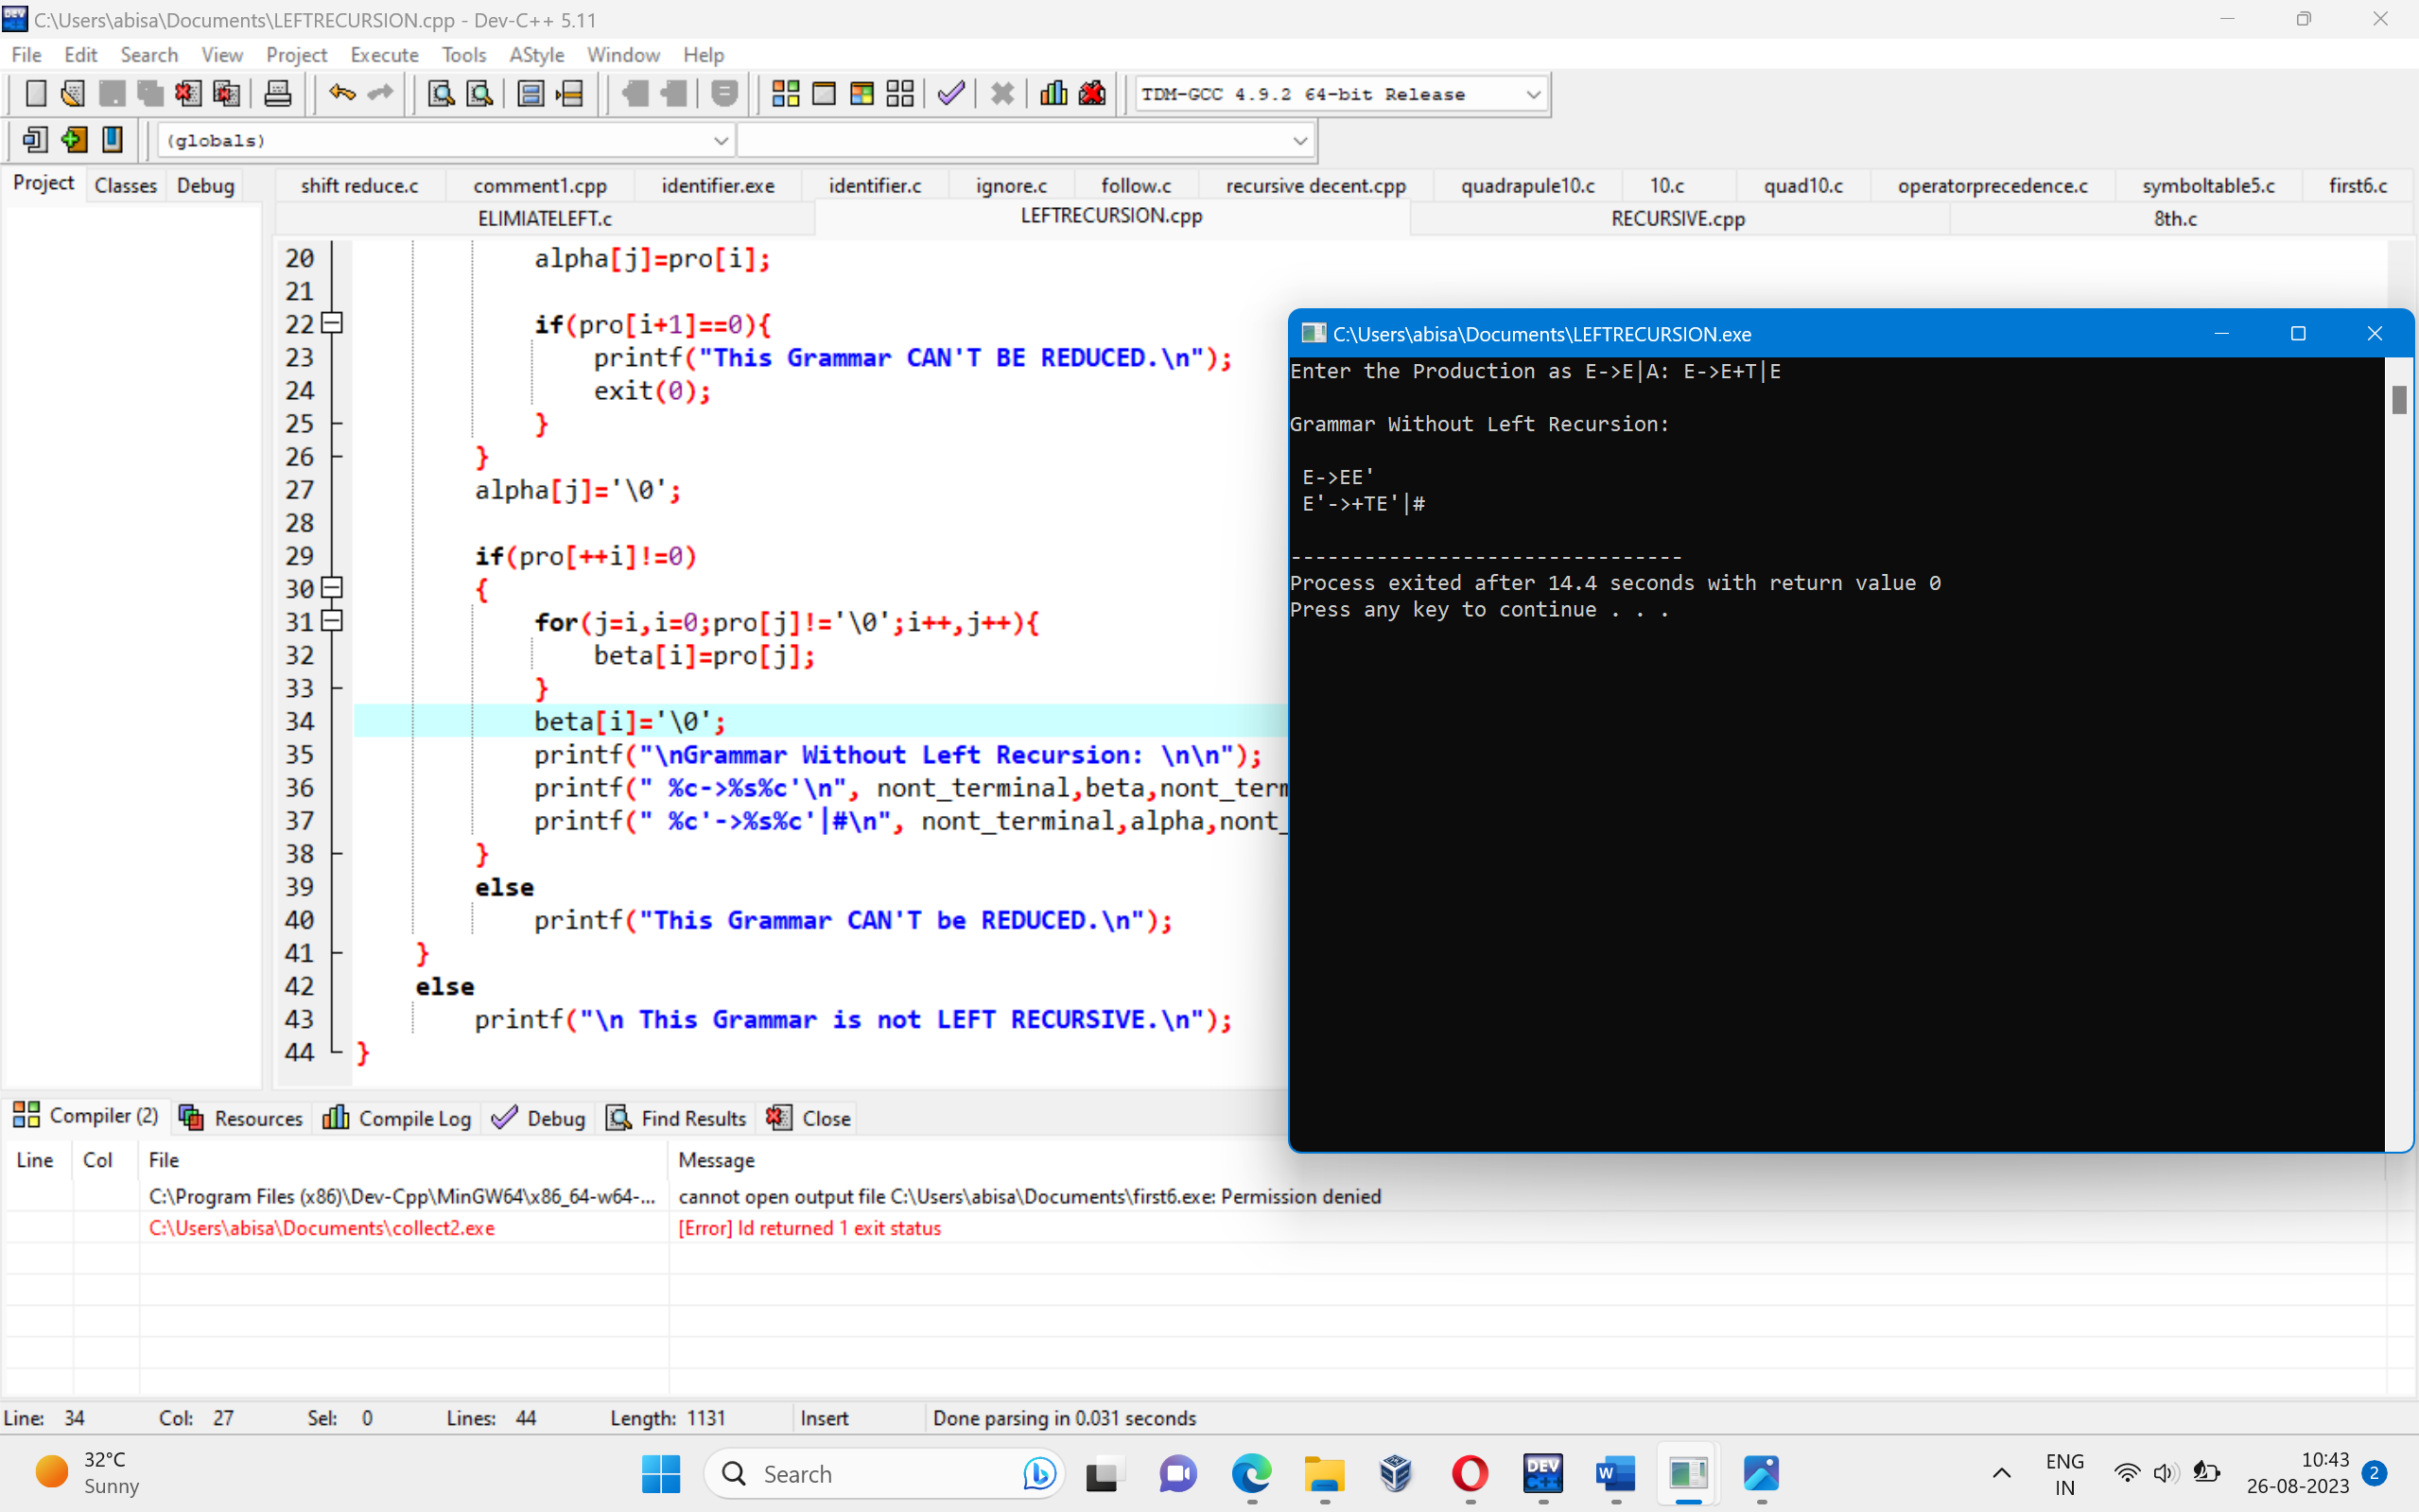 C:\Users\abisa\Documents\LEFTRECURSION.cpp - Dev-C++ 5.11
File Edit Search View Project Execute Tools AStyle Window Help
TDM-GCC 4.9.2 64-bit Release
(globals)
Project Classes Debug
shift reduce.c comment1.cpp identifier.exe identifier.c ignore.c follow.c recursive decent.cpp quadrapule10.c 10.c quad10.c operatorprecedence.c symboltable5.c first6.c
ELIMIATELEFT.c LEFTRECURSION.cpp RECURSIVE.cpp 8th.c
20 alpha[j]=pro[i];
21
22 if(pro[i+1]==0){
23 printf("This Grammar CAN'T BE REDUCED.\n");
24 exit(0);
25 }
26 }
27 alpha[j]='\0';
28
29 if(pro[++i]!=0)
30 {
31 for(j=i,i=0;pro[j]!='\0';i++,j++){
32 beta[i]=pro[j];
33 }
34 beta[i]='\0';
35 printf("\nGrammar Without Left Recursion: \n\n");
36 printf(" %c->%s%c'\n", nont_terminal,beta,nont_term
37 printf(" %c'->%s%c'|#\n", nont_terminal,alpha,nont_
38 }
39 else
40 printf("This Grammar CAN'T be REDUCED.\n");
41 }
42 else
43 printf("\n This Grammar is not LEFT RECURSIVE.\n");
44 }
C:\Users\abisa\Documents\LEFTRECURSION.exe
Enter the Production as E->E|A: E->E+T|E
Grammar Without Left Recursion:
E->EE'
E'->+TE'|#
--------------------------------
Process exited after 14.4 seconds with return value 0
Press any key to continue . . .
Compiler (2) Resources Compile Log Debug Find Results Close
Line Col File Message
C:\Program Files (x86)\Dev-Cpp\MinGW64\x86_64-w64-... cannot open output file C:\Users\abisa\Documents\first6.exe: Permission denied
C:\Users\abisa\Documents\collect2.exe [Error] ld returned 1 exit status
Line: 34 Col: 27 Sel: 0 Lines: 44 Length: 1131 Insert Done parsing in 0.031 seconds
32°C
Sunny
Search
DEV C++
W
ENG
IN
10:43
26-08-2023
2